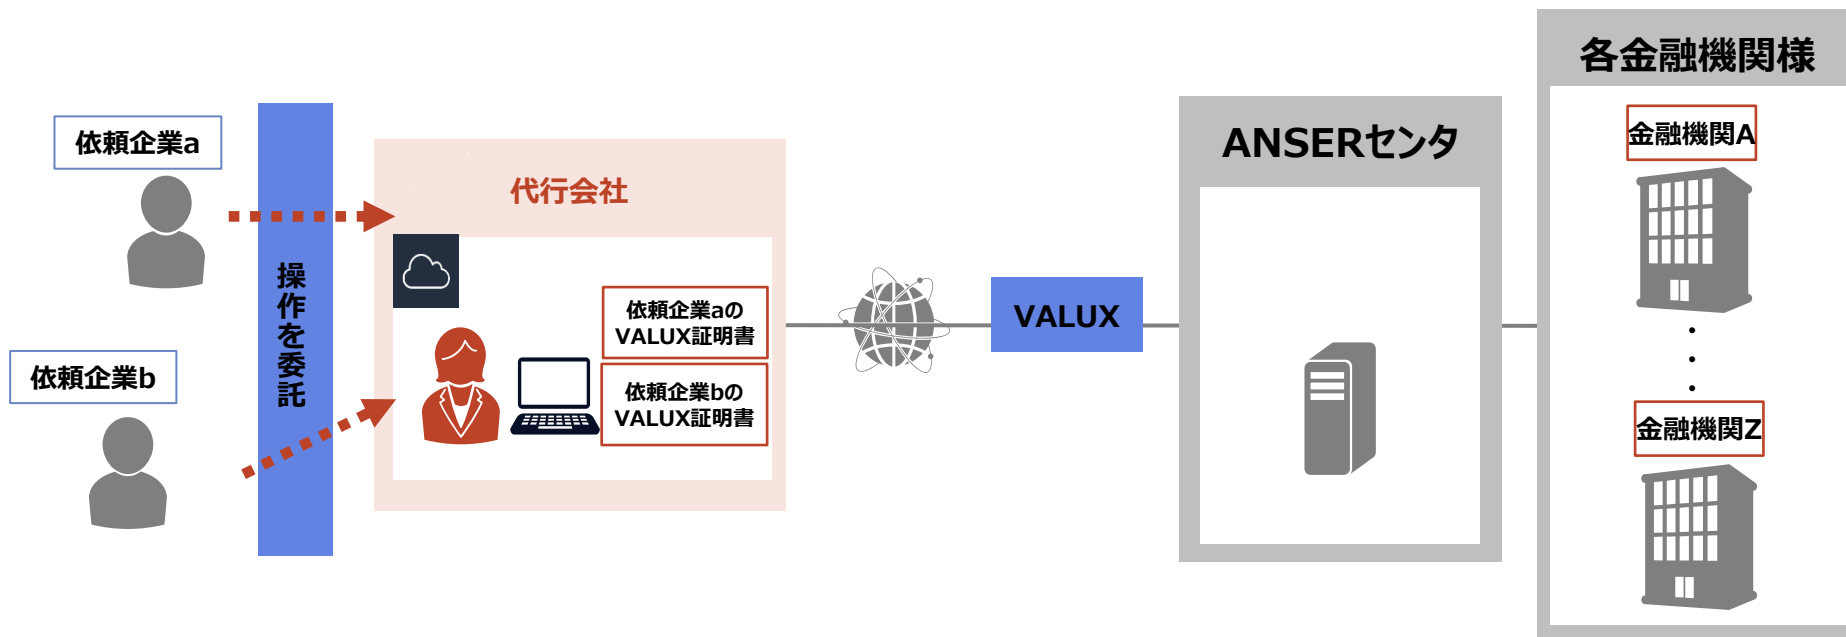 依頼企業a
依頼企業b
操作を委託
代行会社
依頼企業aの
VALUX証明書
依頼企業bの
VALUX証明書
VALUX
ANSERセンタ
各金融機関様
金融機関A
・
・
・
金融機関Z